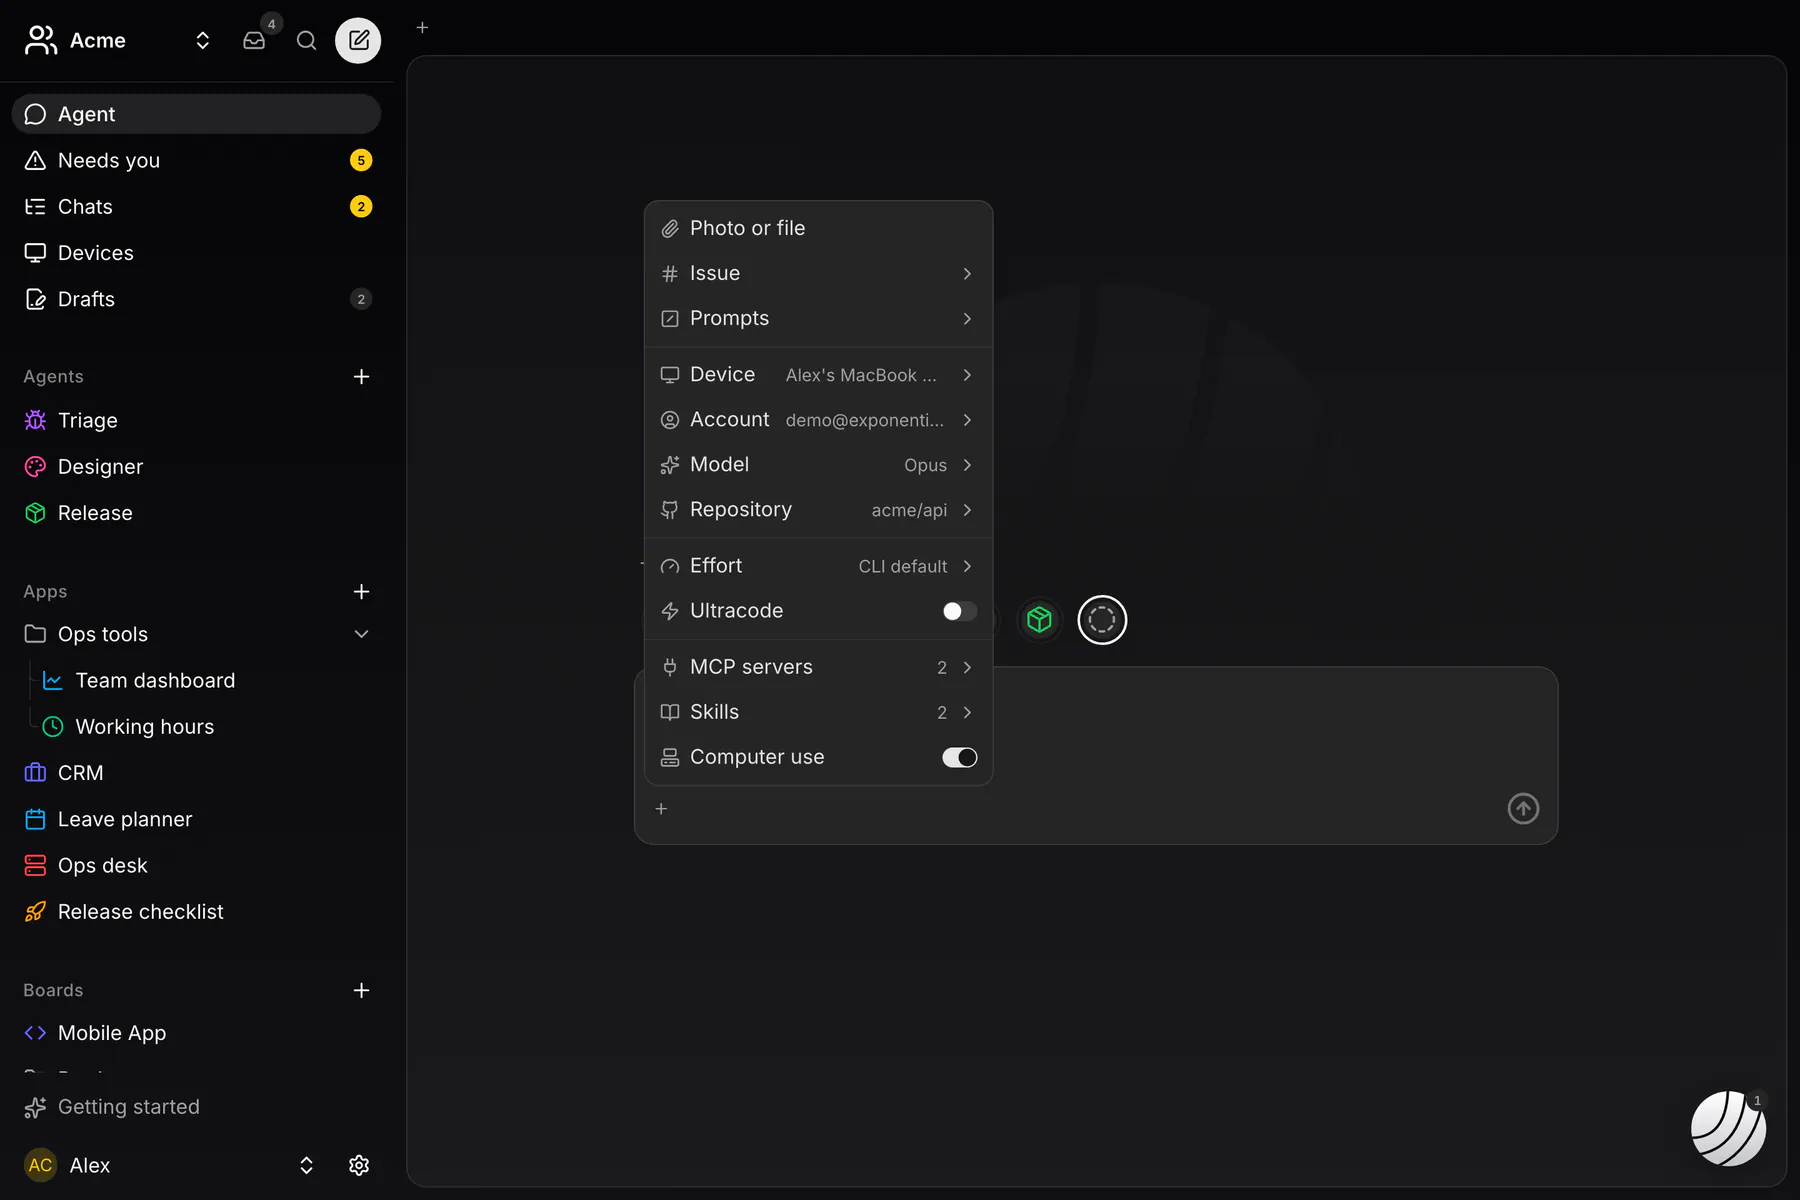 Acme
4
Agent
Needs you
5
Chats
2
Devices
Drafts
2
Agents
Triage
Designer
Release
Apps
Ops tools
Team dashboard
Working hours
CRM
Leave planner
Ops desk
Release checklist
Boards
Mobile App
Getting started
AC
Alex
Photo or file
Issue
Prompts
Device Alex's MacBook ...
Account demo@exponenti...
Model Opus
Repository acme/api
Effort CLI default
Ultracode
MCP servers 2
Skills 2
Computer use
1